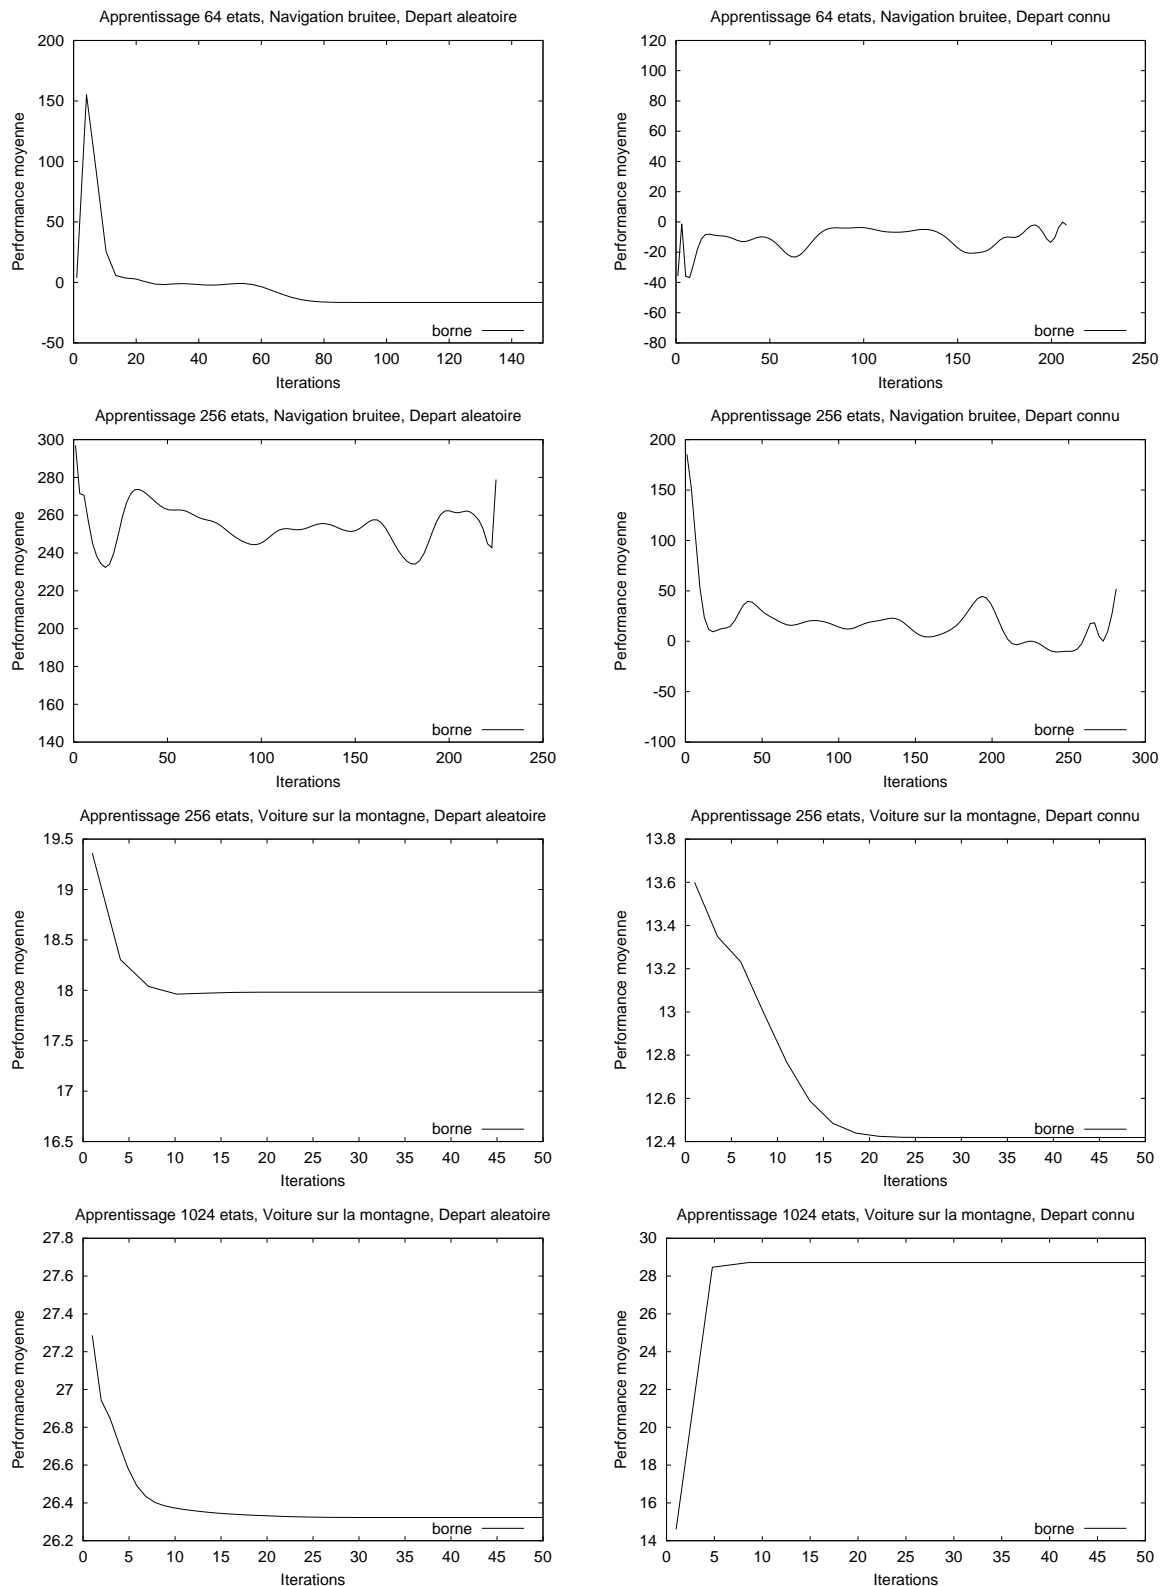 Apprentissage 64 etats, Navigation bruitee, Depart aleatoire
200
150
100
50
0
-50
0 20 40 60 80 100 120 140
Performance moyenne
Iterations
borne
Apprentissage 64 etats, Navigation bruitee, Depart connu
120
100
80
60
40
20
0
-20
-40
-60
-80
0 50 100 150 200 250
Performance moyenne
Iterations
borne
Apprentissage 256 etats, Navigation bruitee, Depart aleatoire
300
280
260
240
220
200
180
160
140
0 50 100 150 200 250
Performance moyenne
Iterations
borne
Apprentissage 256 etats, Navigation bruitee, Depart connu
200
150
100
50
0
-50
-100
0 50 100 150 200 250 300
Performance moyenne
Iterations
borne
Apprentissage 256 etats, Voiture sur la montagne, Depart aleatoire
19.5
19
18.5
18
17.5
17
16.5
0 5 10 15 20 25 30 35 40 45 50
Performance moyenne
Iterations
borne
Apprentissage 256 etats, Voiture sur la montagne, Depart connu
13.8
13.6
13.4
13.2
13
12.8
12.6
12.4
0 5 10 15 20 25 30 35 40 45 50
Performance moyenne
Iterations
borne
Apprentissage 1024 etats, Voiture sur la montagne, Depart aleatoire
27.8
27.6
27.4
27.2
27
26.8
26.6
26.4
26.2
0 5 10 15 20 25 30 35 40 45 50
Performance moyenne
Iterations
borne
Apprentissage 1024 etats, Voiture sur la montagne, Depart connu
30
28
26
24
22
20
18
16
14
0 5 10 15 20 25 30 35 40 45 50
Performance moyenne
Iterations
borne